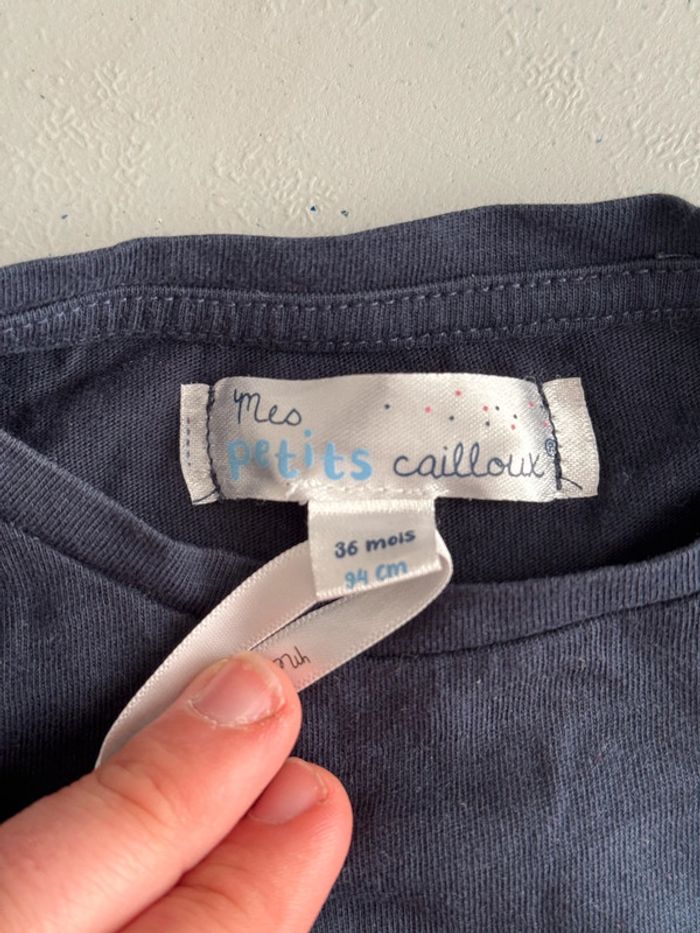 Mes
petits cailloux®
36 mois
94 cm